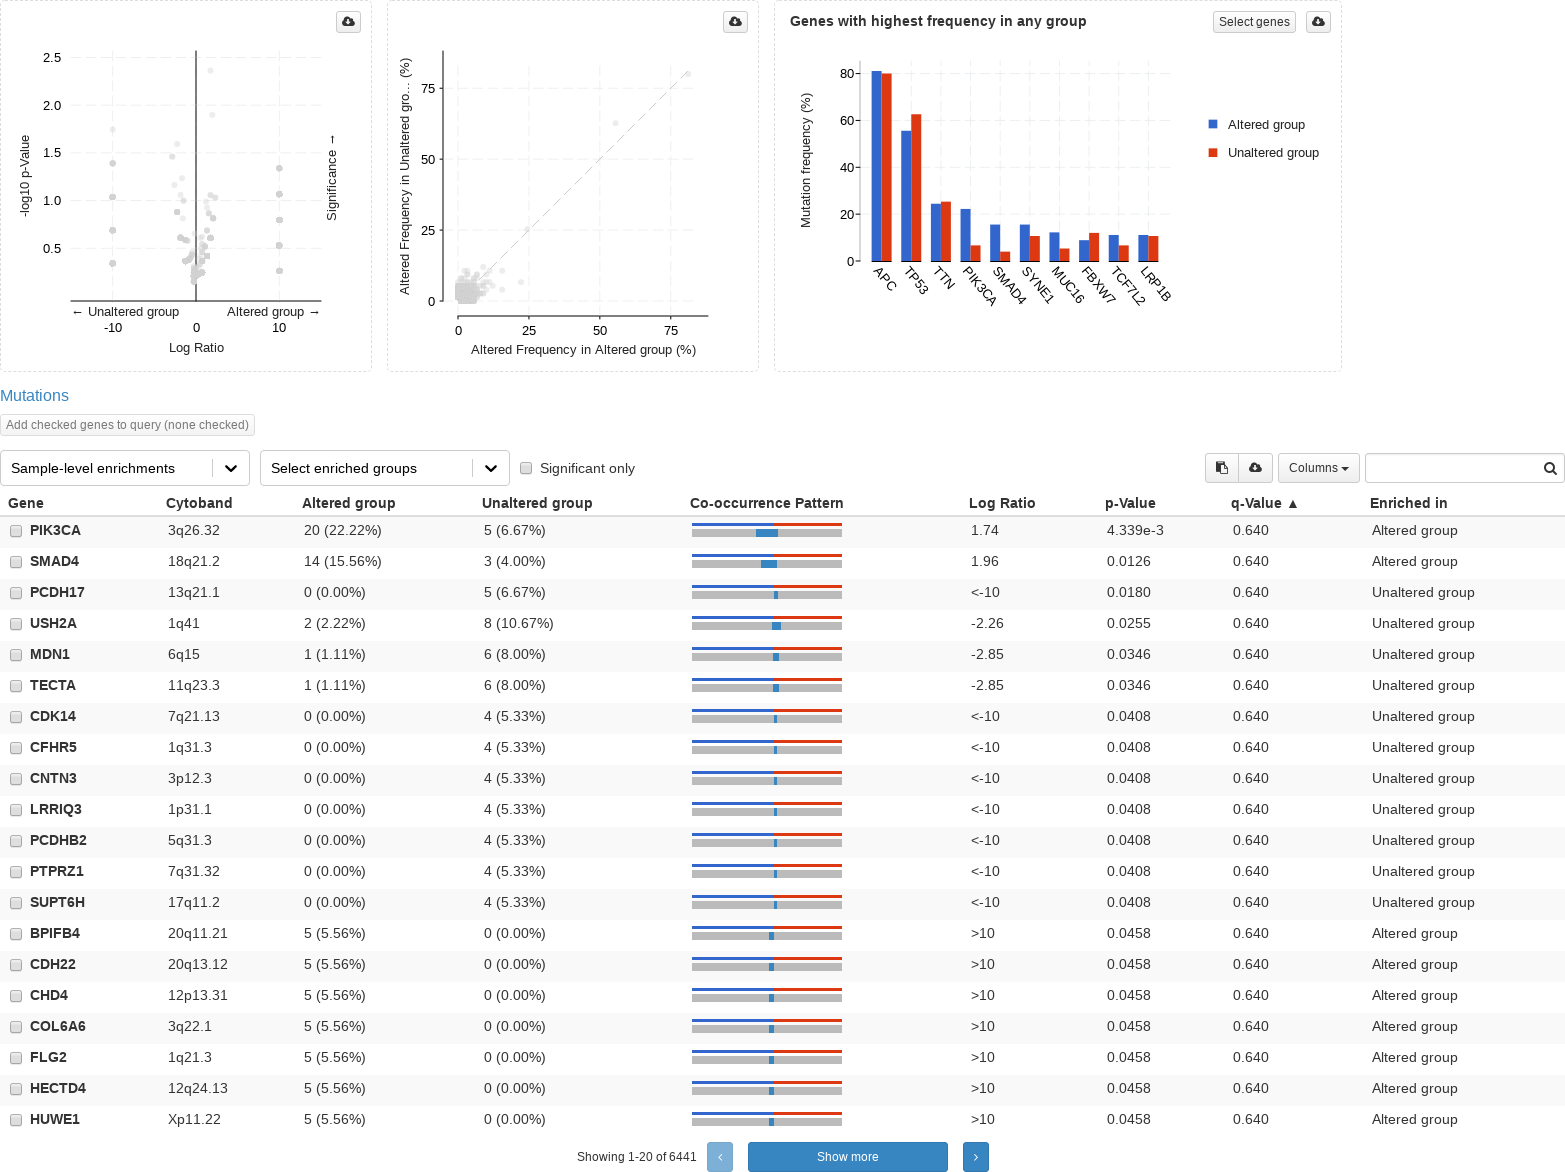 2.5
2.0
1.5
1.0
0.5
-log10 p-Value
Significance →
← Unaltered group
Altered group →
-10
0
10
Log Ratio
75
50
25
0
Altered Frequency in Unaltered gro... (%)
0
25
50
75
Altered Frequency in Altered group (%)
Genes with highest frequency in any group
Select genes
80
60
40
20
0
Mutation frequency (%)
APC
TP53
TTN
PIK3CA
SMAD4
SYNE1
MUC16
FBXW7
TCF7L2
LRP1B
Altered group
Unaltered group
Mutations
Add checked genes to query (none checked)
Sample-level enrichments Select enriched groups Significant only Columns
Gene Cytoband Altered group Unaltered group Co-occurrence Pattern Log Ratio p-Value q-Value ▲ Enriched in
PIK3CA 3q26.32 20 (22.22%) 5 (6.67%) 1.74 4.339e-3 0.640 Altered group
SMAD4 18q21.2 14 (15.56%) 3 (4.00%) 1.96 0.0126 0.640 Altered group
PCDH17 13q21.1 0 (0.00%) 5 (6.67%) <-10 0.0180 0.640 Unaltered group
USH2A 1q41 2 (2.22%) 8 (10.67%) -2.26 0.0255 0.640 Unaltered group
MDN1 6q15 1 (1.11%) 6 (8.00%) -2.85 0.0346 0.640 Unaltered group
TECTA 11q23.3 1 (1.11%) 6 (8.00%) -2.85 0.0346 0.640 Unaltered group
CDK14 7q21.13 0 (0.00%) 4 (5.33%) <-10 0.0408 0.640 Unaltered group
CFHR5 1q31.3 0 (0.00%) 4 (5.33%) <-10 0.0408 0.640 Unaltered group
CNTN3 3p12.3 0 (0.00%) 4 (5.33%) <-10 0.0408 0.640 Unaltered group
LRRIQ3 1p31.1 0 (0.00%) 4 (5.33%) <-10 0.0408 0.640 Unaltered group
PCDHB2 5q31.3 0 (0.00%) 4 (5.33%) <-10 0.0408 0.640 Unaltered group
PTPRZ1 7q31.32 0 (0.00%) 4 (5.33%) <-10 0.0408 0.640 Unaltered group
SUPT6H 17q11.2 0 (0.00%) 4 (5.33%) <-10 0.0408 0.640 Unaltered group
BPIFB4 20q11.21 5 (5.56%) 0 (0.00%) >10 0.0458 0.640 Altered group
CDH22 20q13.12 5 (5.56%) 0 (0.00%) >10 0.0458 0.640 Altered group
CHD4 12p13.31 5 (5.56%) 0 (0.00%) >10 0.0458 0.640 Altered group
COL6A6 3q22.1 5 (5.56%) 0 (0.00%) >10 0.0458 0.640 Altered group
FLG2 1q21.3 5 (5.56%) 0 (0.00%) >10 0.0458 0.640 Altered group
HECTD4 12q24.13 5 (5.56%) 0 (0.00%) >10 0.0458 0.640 Altered group
HUWE1 Xp11.22 5 (5.56%) 0 (0.00%) >10 0.0458 0.640 Altered group
Showing 1-20 of 6441 ‹ Show more ›